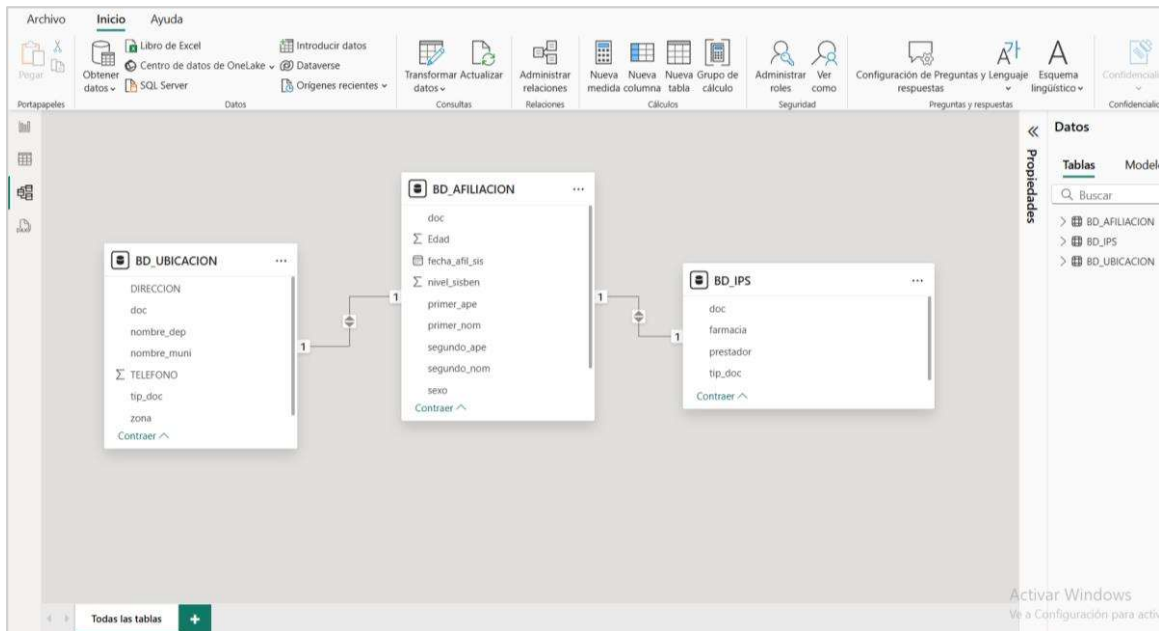 Archivo Inicio Ayuda
Pegar
Portapapeles
Obtener datos
Libro de Excel
Centro de datos de OneLake
SQL Server
Introducir datos
Dataverse
Orígenes recientes
Datos
Transformar datos
Actualizar
Consultas
Administrar relaciones
Relaciones
Nueva medida
Nueva columna
Nueva tabla
Grupo de cálculo
Cálculos
Administrar roles
Ver como
Seguridad
Configuración de Preguntas y respuestas
Lenguaje
Esquema lingüístico
Preguntas y respuestas
BD_UBICACION
DIRECCION
doc
nombre_dep
nombre_muni
Σ TELEFONO
tip_doc
zona
Contraer
1
1
BD_AFILIACION
doc
Σ Edad
fecha_afil_sis
Σ nivel_sisben
primer_ape
primer_nom
segundo_ape
segundo_nom
sexo
Contraer
1
1
BD_IPS
doc
farmacia
prestador
tip_doc
Contraer
Propiedades
Datos
Tablas Model
Buscar
BD_AFILIACION
BD_IPS
BD_UBICACION
Activar Windows
Ve a Configuración para activ
Todas las tablas
+